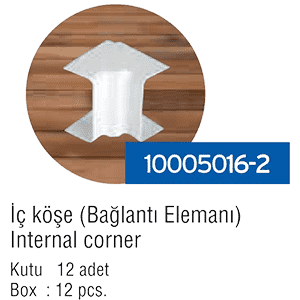 10005016-2
İç köşe (Bağlantı Elemanı)
Internal corner
Kutu 12 adet
Box : 12 pcs.